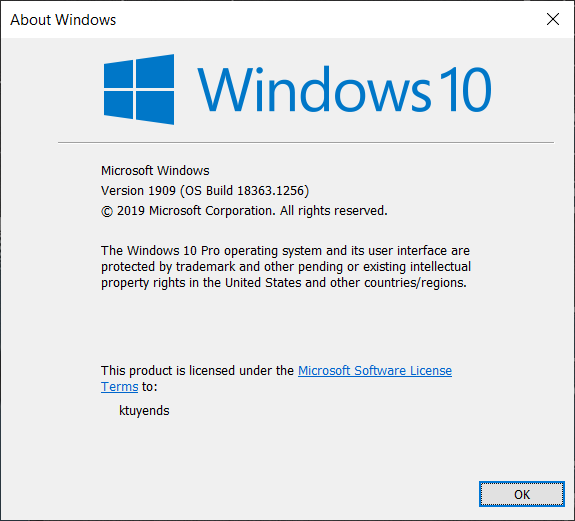 About Windows
Windows 10
Microsoft Windows
Version 1909 (OS Build 18363.1256)
© 2019 Microsoft Corporation. All rights reserved.
The Windows 10 Pro operating system and its user interface are
protected by trademark and other pending or existing intellectual
property rights in the United States and other countries/regions.
This product is licensed under the Microsoft Software License
Terms to:
ktuyends
OK